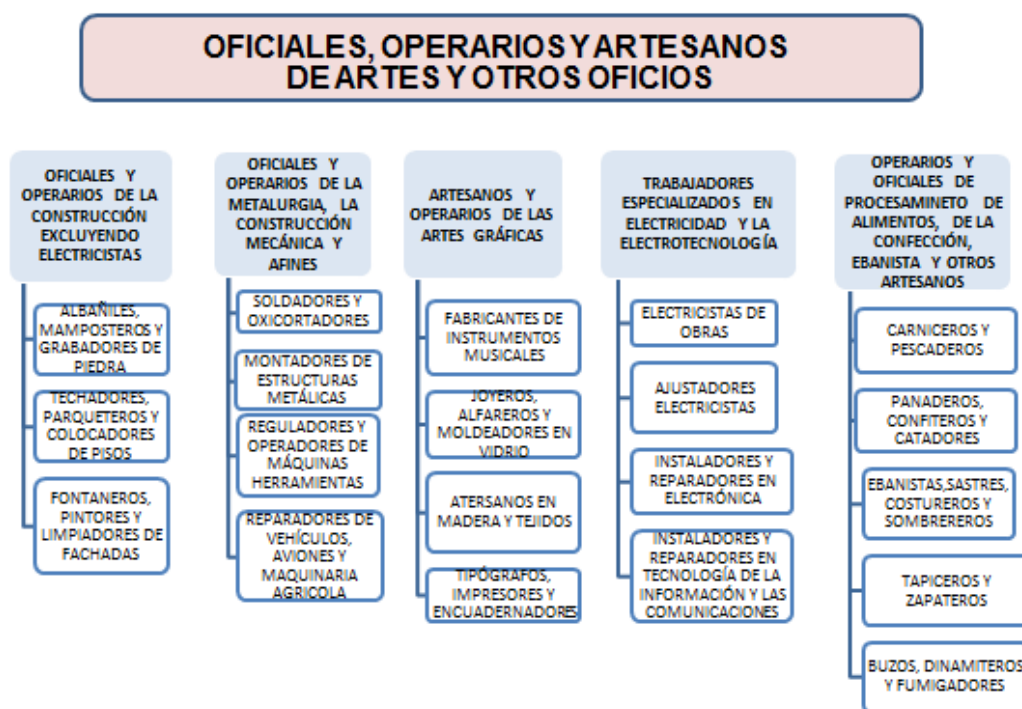 OFICIALES, OPERARIOS Y ARTESANOS
DE ARTES Y OTROS OFICIOS
OFICIALES Y
OPERARIOS DE LA
CONSTRUCCIÓN
EXCLUYENDO
ELECTRICISTAS
ALBAÑILES,
MAMPOSTEROS Y
GRABADORES DE
PIEDRA
TECHADORES,
PARQUETEROS Y
COLOCADORES
DE PISOS
FONTANEROS,
PINTORES Y
LIMPIADORES DE
FACHADAS
OFICIALES Y
OPERARIOS DE LA
METALURGIA, LA
CONSTRUCCIÓN
MECÁNICA Y
AFINES
SOLDADORES Y
OXICORTADORES
MONTADORES DE
ESTRUCTURAS
METÁLICAS
REGULADORES Y
OPERADORES DE
MÁQUINAS
HERRAMIENTAS
REPARADORES DE
VEHÍCULOS,
AVIONES Y
MAQUINARIA
AGRICOLA
ARTESANOS Y
OPERARIOS DE LAS
ARTES GRÁFICAS
FABRICANTES DE
INSTRUMENTOS
MUSICALES
JOYEROS,
ALFAREROS Y
MOLDEADORES EN
VIDRIO
ATERSANOS EN
MADERA Y TEJIDOS
TIPÓGRAFOS,
IMPRESORES Y
ENCUADERNADORES
TRABAJADORES
ESPECIALIZADOS EN
ELECTRICIDAD Y LA
ELECTROTECNOLOGÍA
ELECTRICISTAS DE
OBRAS
AJUSTADORES
ELECTRICISTAS
INSTALADORES Y
REPARADORES EN
ELECTRÓNICA
INSTALADORES Y
REPARADORES EN
TECNOLOGÍA DE LA
INFORMACIÓN Y LAS
COMUNICACIONES
OPERARIOS Y
OFICIALES DE
PROCESAMINETO DE
ALIMENTOS, DE LA
CONFECCIÓN,
EBANISTA Y OTROS
ARTESANOS
CARNICEROS Y
PESCADEROS
PANADEROS,
CONFITEROS Y
CATADORES
EBANISTAS,SASTRES,
COSTUREROS Y
SOMBREREROS
TAPICEROS Y
ZAPATEROS
BUZOS, DINAMITEROS
Y FUMIGADORES